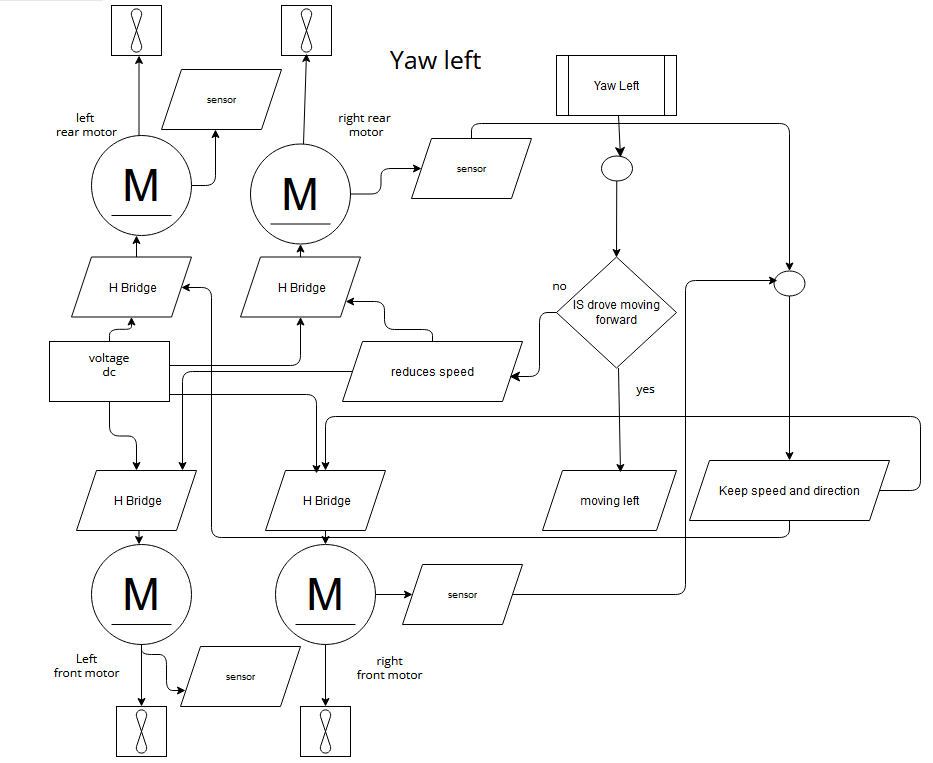 Yaw left
Yaw Left
sensor
left
rear motor
right rear
motor
sensor
M
M
H Bridge
H Bridge
no
IS drove moving
forward
voltage
dc
reduces speed
yes
H Bridge
H Bridge
moving left
Keep speed and direction
M
M
sensor
Left
front motor
right
front motor
sensor